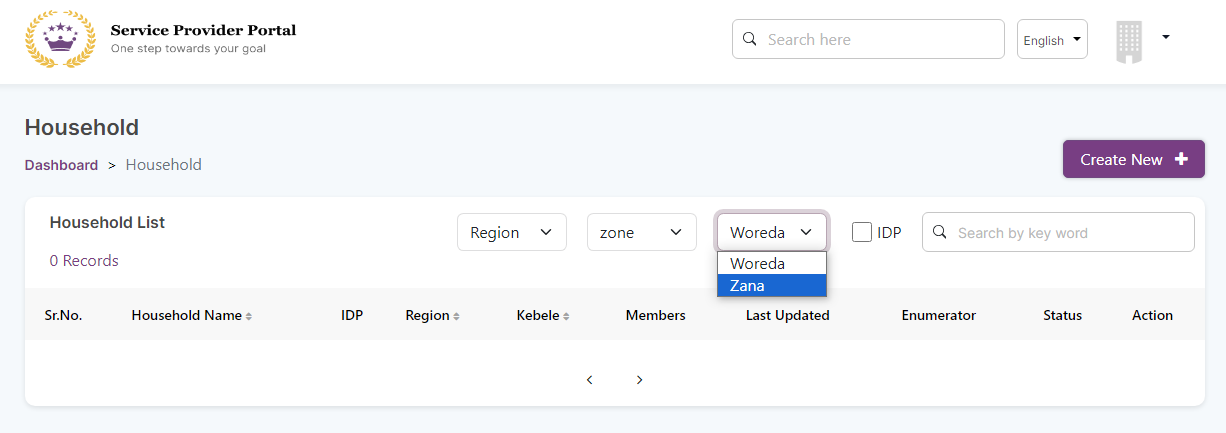 Service Provider Portal
One step towards your goal
Search here
English
Household
Dashboard > Household
Create New +
Household List
Region
zone
Woreda
IDP
Search by key word
0 Records
Woreda
Zana
Sr.No. Household Name IDP Region Kebele Members Last Updated Enumerator Status Action
< >